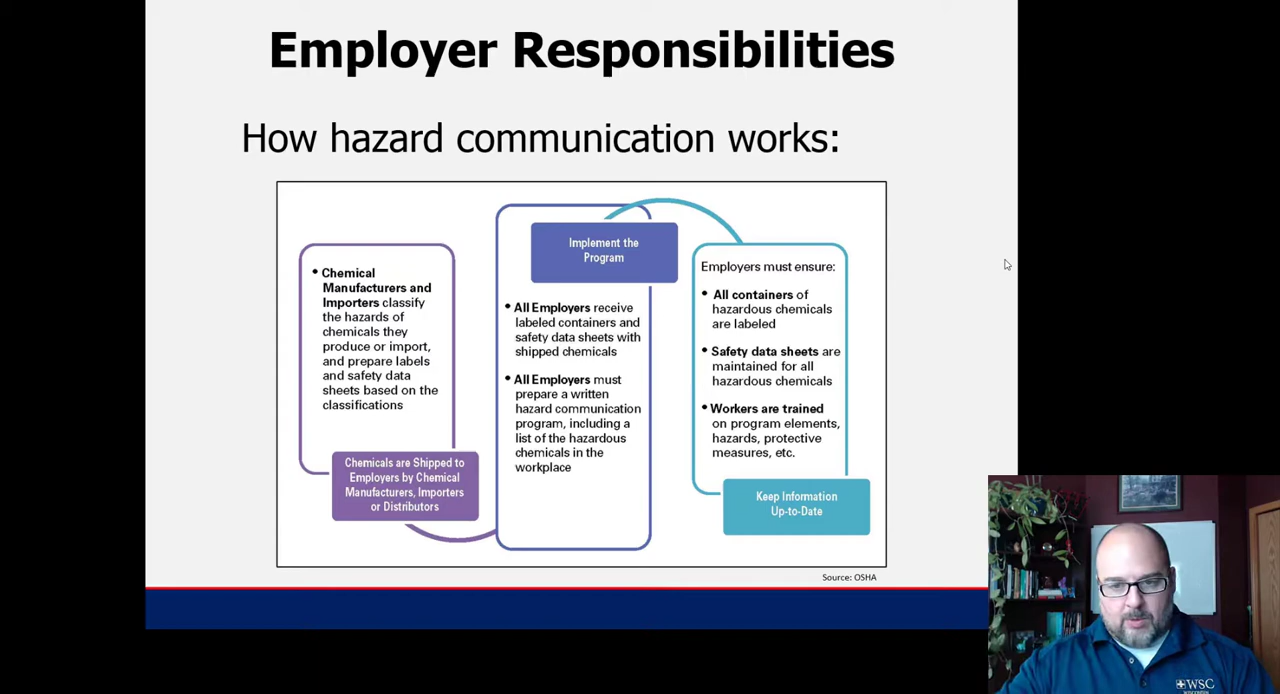 Employer Responsibilities
How hazard communication works:
• Chemical
Manufacturers and
Importers classify
the hazards of
chemicals they
produce or import,
and prepare labels
and safety data
sheets based on the
classifications
Chemicals are Shipped to
Employers by Chemical
Manufacturers, Importers
or Distributors
Implement the
Program
• All Employers receive
labeled containers and
safety data sheets with
shipped chemicals
• All Employers must
prepare a written
hazard communication
program, including a
list of the hazardous
chemicals in the
workplace
Employers must ensure:
• All containers of
hazardous chemicals
are labeled
• Safety data sheets are
maintained for all
hazardous chemicals
• Workers are trained
on program elements,
hazards, protective
measures, etc.
Keep Information
Up-to-Date
Source: OSHA
WSC